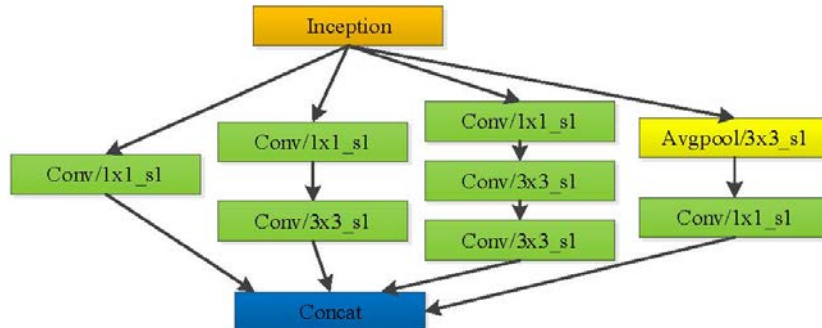 Inception
Conv/1x1_s1
Conv/1x1_s1
Conv/3x3_s1
Conv/1x1_s1
Conv/3x3_s1
Conv/3x3_s1
Avgpool/3x3_s1
Conv/1x1_s1
Concat